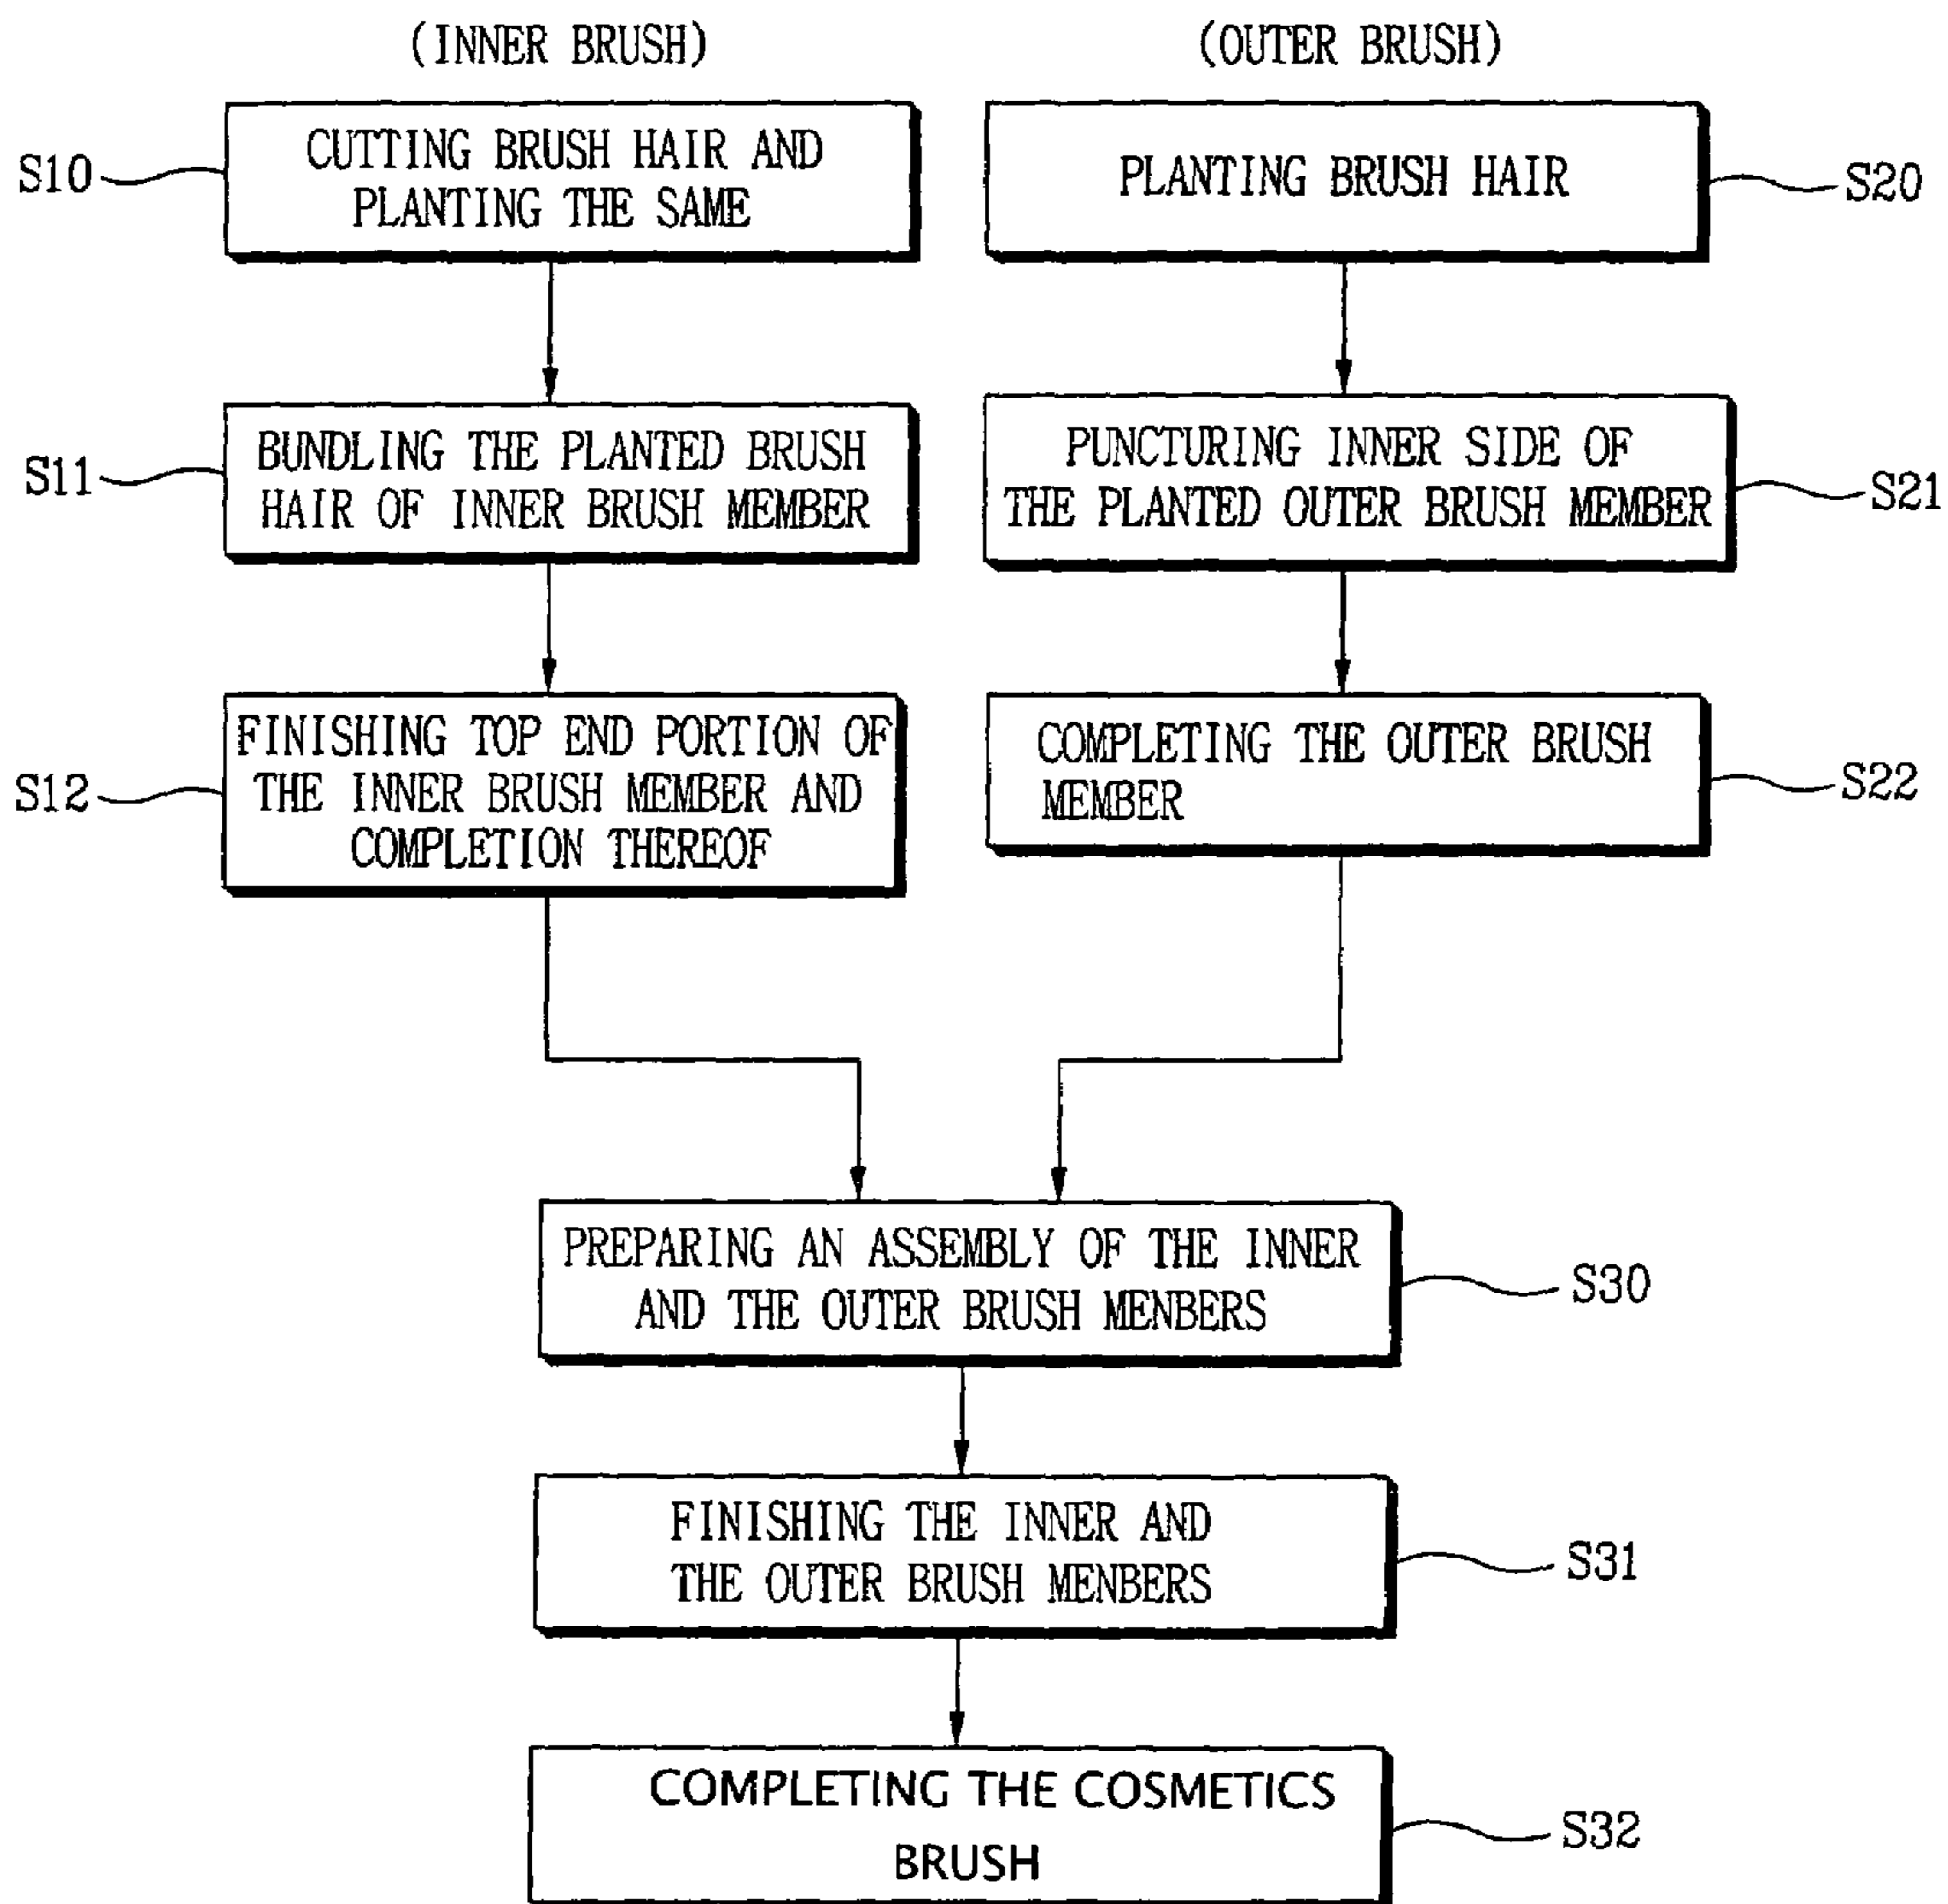 (INNER BRUSH)
(OUTER BRUSH)
S10
CUTTING BRUSH HAIR AND
PLANTING THE SAME
PLANTING BRUSH HAIR
S20
S11
BUNDLING THE PLANTED BRUSH
HAIR OF INNER BRUSH MEMBER
PUNCTURING INNER SIDE OF
THE PLANTED OUTER BRUSH MEMBER
S21
S12
FINISHING TOP END PORTION OF
THE INNER BRUSH MEMBER AND
COMPLETION THEREOF
COMPLETING THE OUTER BRUSH
MEMBER
S22
PREPARING AN ASSEMBLY OF THE INNER
AND THE OUTER BRUSH MENBERS
S30
FINISHING THE INNER AND
THE OUTER BRUSH MENBERS
S31
COMPLETING THE COSMETICS
BRUSH
S32